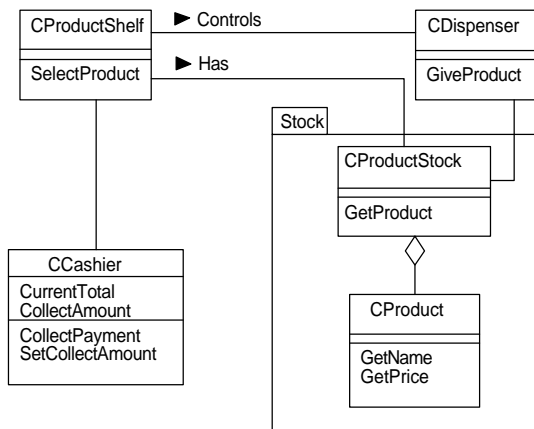 CProductShelf
SelectProduct
Controls
Has
CDispenser
GiveProduct
Stock
CProductStock
GetProduct
CCashier
CurrentTotal
CollectAmount
CollectPayment
SetCollectAmount
CProduct
GetName
GetPrice